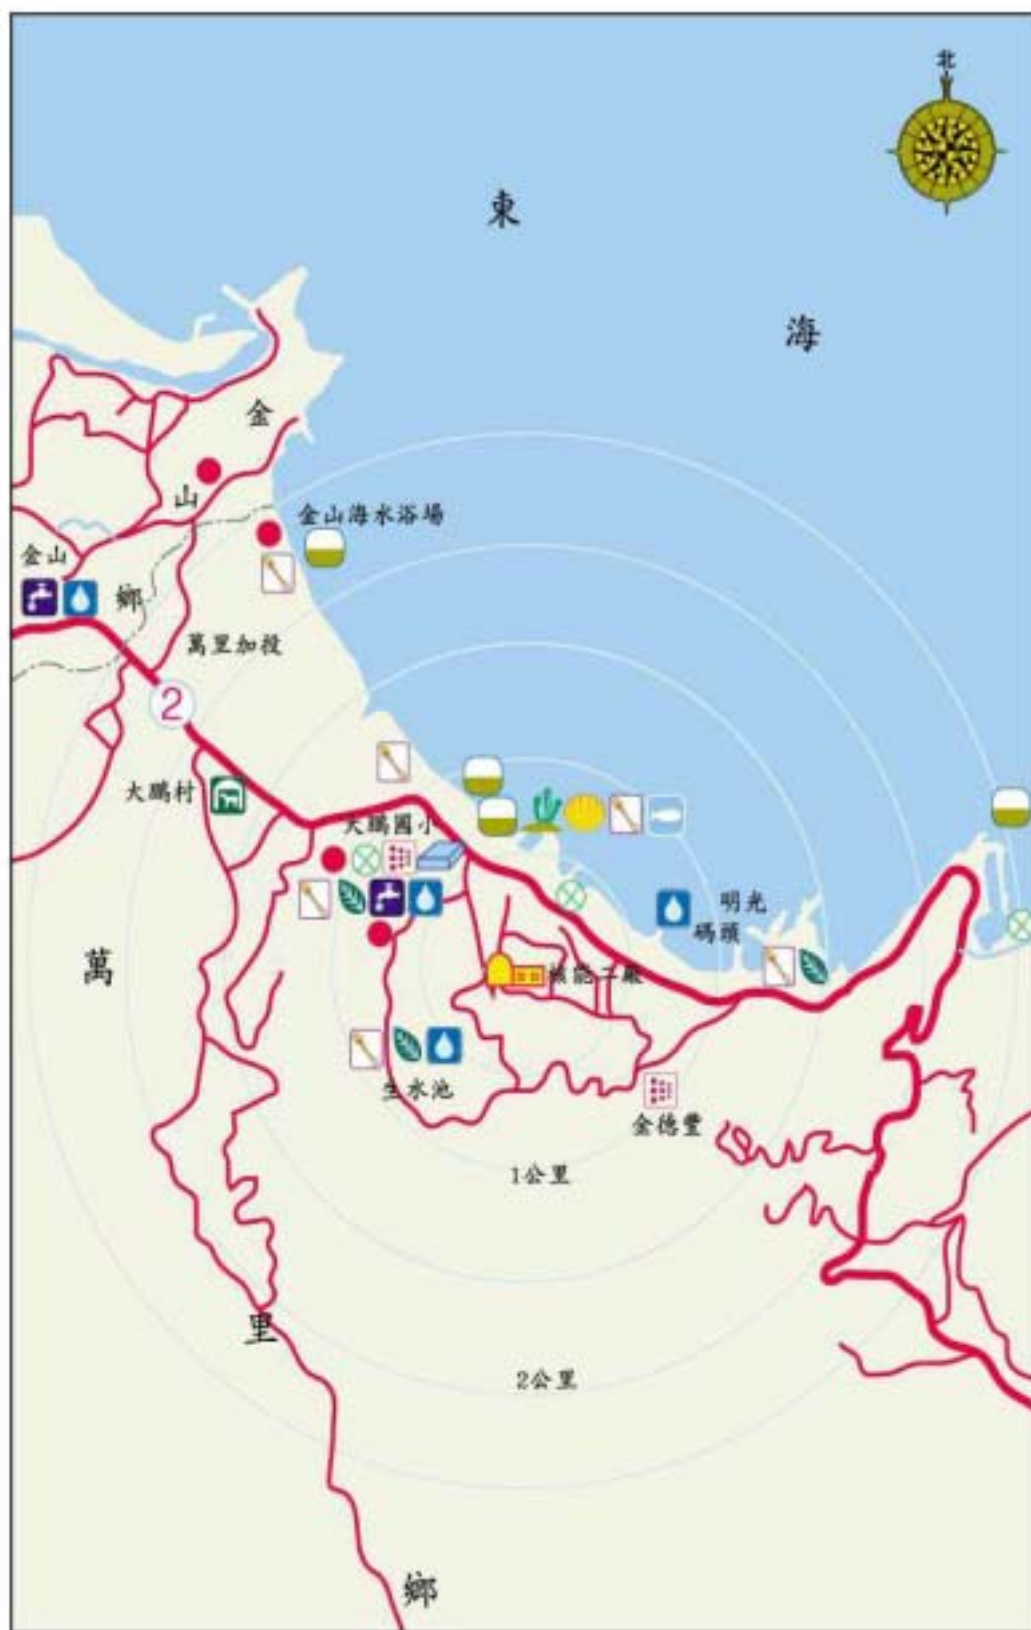 北
東
海
金
山
鄉
金山海水浴場
金山
萬里加投
2
大鵬村
大鵬國小
明光
碼頭
核能二廠
萬
生水池
金德豐
1公里
里
2公里
鄉